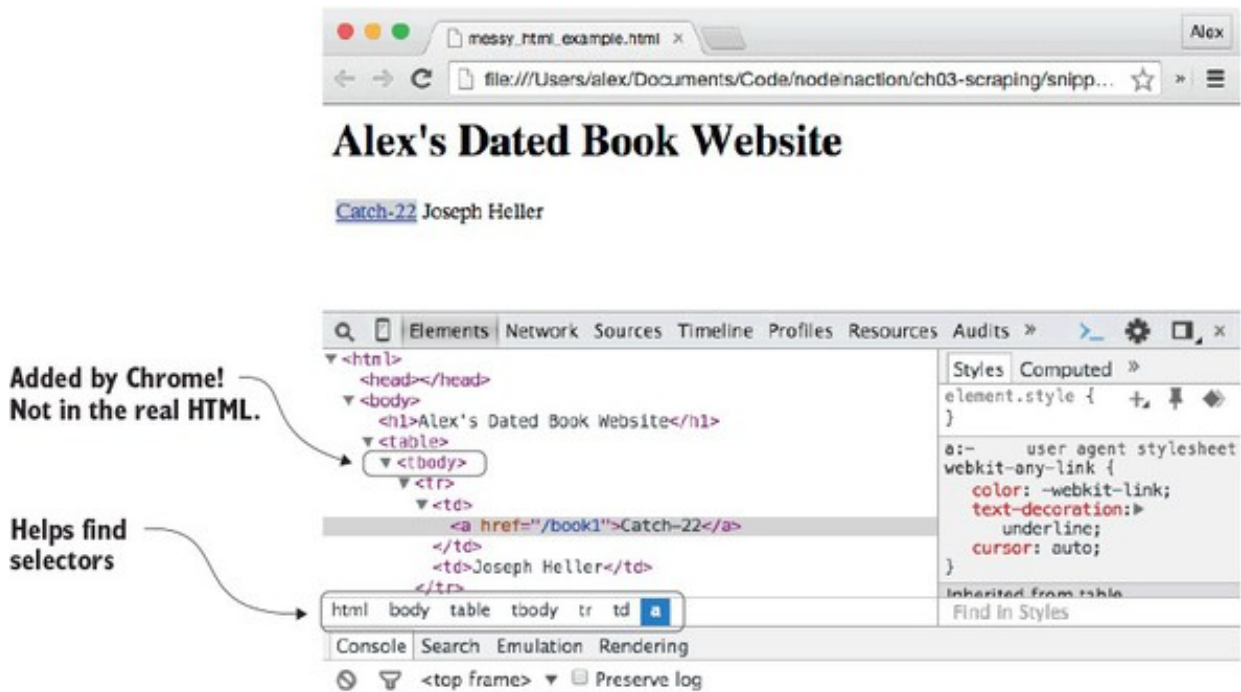 messy_html_example.html ×
Alex
file:///Users/alex/Documents/Code/nodeinaction/ch03-scraping/snipp... »
Alex's Dated Book Website
Catch-22 Joseph Heller
Elements Network Sources Timeline Profiles Resources Audits » ×
Added by Chrome!
Not in the real HTML.
<html>
<head></head>
<body>
<h1>Alex's Dated Book Website</h1>
<table>
<tbody>
<tr>
<td>
<a href="/book1">Catch-22</a>
</td>
<td>Joseph Heller</td>
</tr>
Helps find
selectors
html body table tbody tr td a
Styles Computed »
element.style {
}
a:- user agent stylesheet
webkit-any-link {
color: -webkit-link;
text-decoration:
underline;
cursor: auto;
}
Inherited from table
Find in Styles
Console Search Emulation Rendering
<top frame> ▼ Preserve log